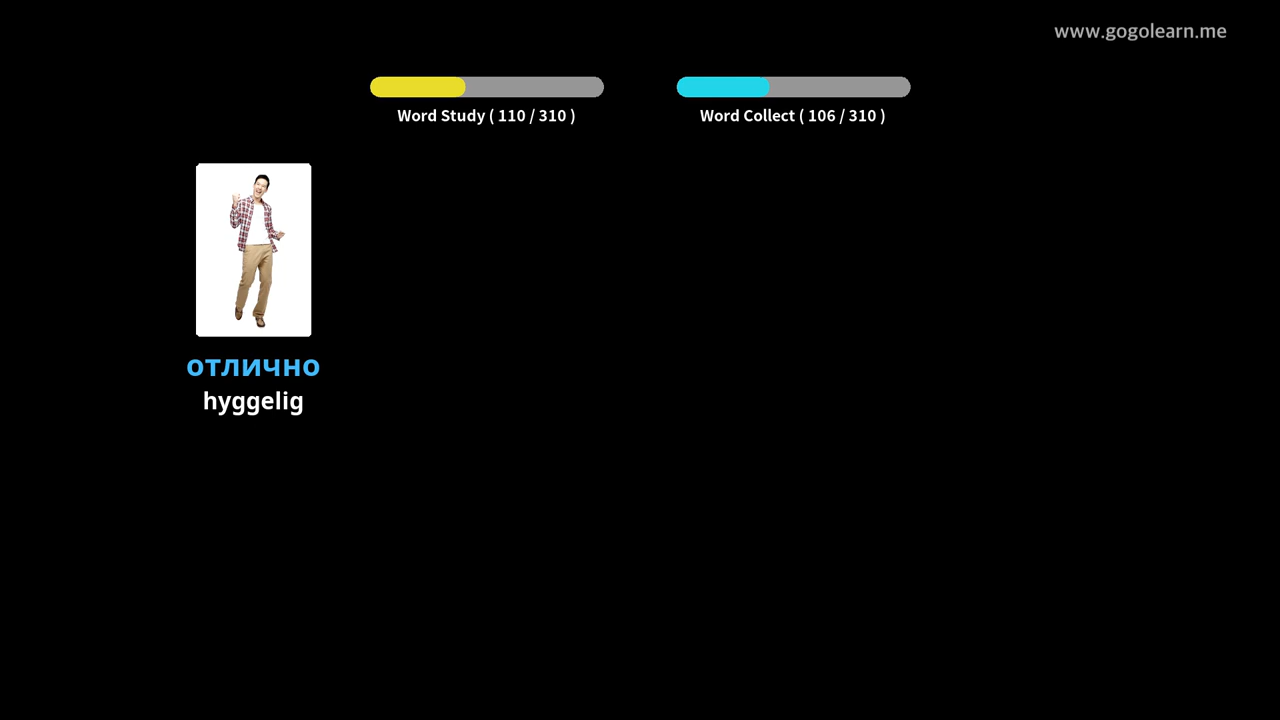 www.gogolearn.me
Word Study ( 110 / 310 )
Word Collect ( 106 / 310 )
отлично
hyggelig